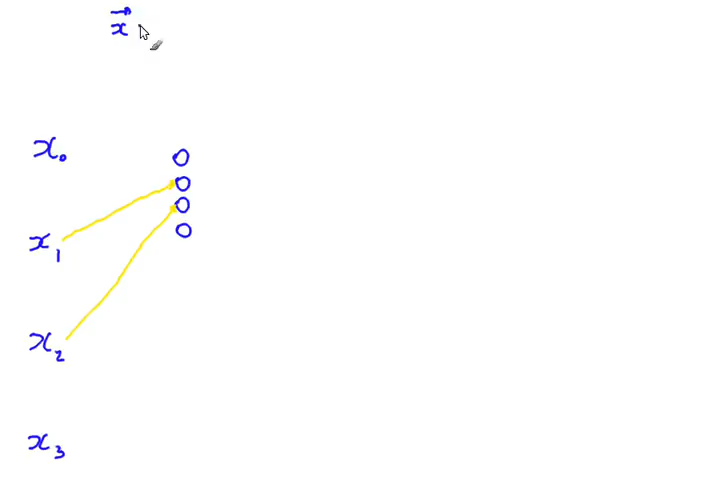 x⃗
x₀
x₁
x₂
x₃